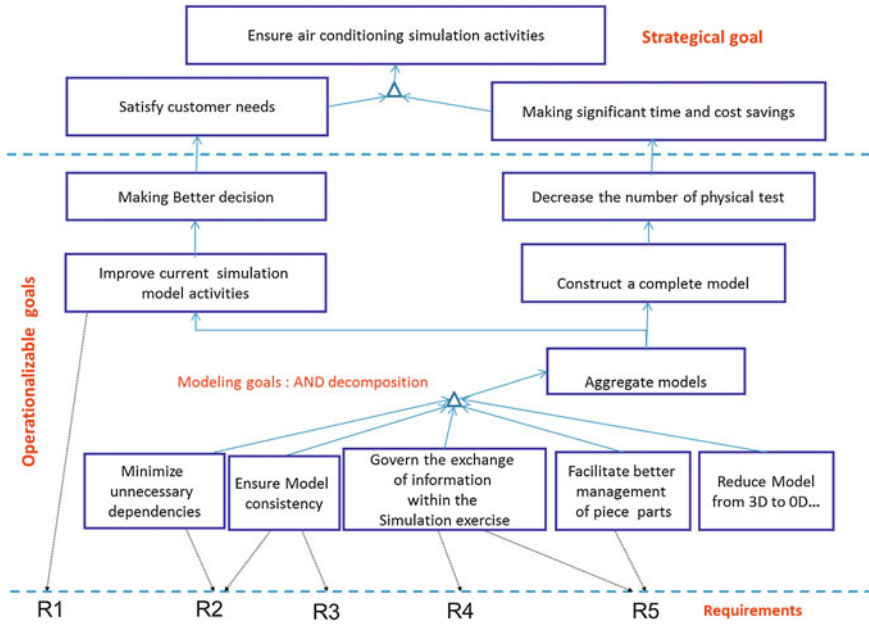 Ensure air conditioning simulation activities
Strategical goal
Satisfy customer needs
Making significant time and cost savings
Making Better decision
Decrease the number of physical test
Operationalizable goals
Improve current simulation
model activities
Construct a complete model
Modeling goals : AND decomposition
Aggregate models
Minimize
unnecessary
dependencies
Ensure Model
consistency
Govern the exchange
of information
within the
Simulation exercise
Facilitate better
management
of piece parts
Reduce Model
from 3D to 0D...
R1
R2
R3
R4
R5
Requirements